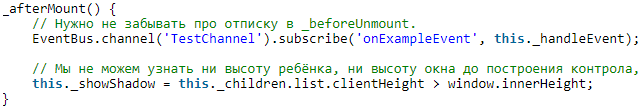 _afterMount() {
    // Нужно не забывать про отписку в _beforeUnmount.
    EventBus.channel('TestChannel').subscribe('onExampleEvent', this._handleEvent);
    // Мы не можем узнать ни высоту ребёнка, ни высоту окна до построения контрола,
    this._showShadow = this._children.list.clientHeight > window.innerHeight;
}